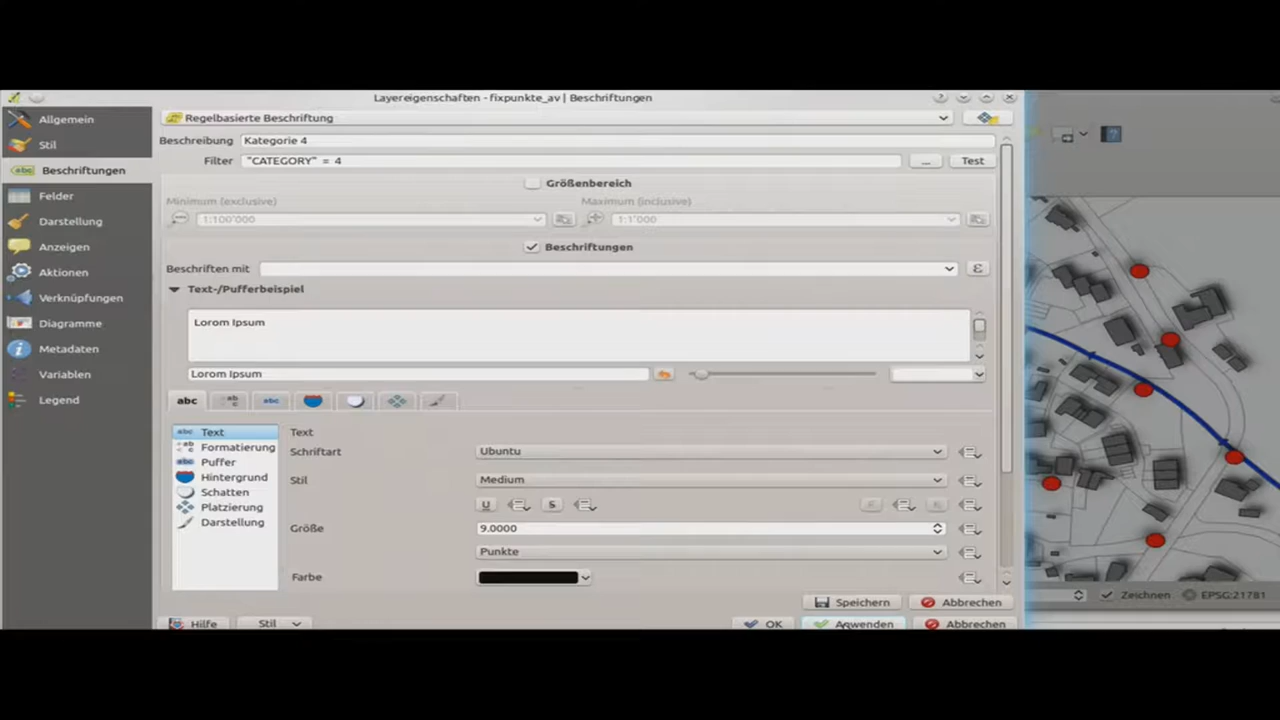 Layereigenschaften - fixpunkte_av | Beschriftungen
Allgemein
Stil
Beschriftungen
Felder
Darstellung
Anzeigen
Aktionen
Verknüpfungen
Diagramme
Metadaten
Variablen
Legend
Regelbasierte Beschriftung
Beschreibung Kategorie 4
Filter "CATEGORY" = 4 ... Test
Größenbereich
Minimum (exclusive) Maximum (inclusive)
1:100'000 1:1'000
Beschriftungen
Beschriften mit ε
Text-/Pufferbeispiel
Lorem Ipsum
Lorem Ipsum
abc
Text
Formatierung
Puffer
Hintergrund
Schatten
Platzierung
Darstellung
Text
Schriftart Ubuntu
Stil Medium
U S
Größe 9.0000
Punkte
Farbe
Speichern Abbrechen
Hilfe Stil OK Anwenden Abbrechen
Zeichnen EPSG:21781